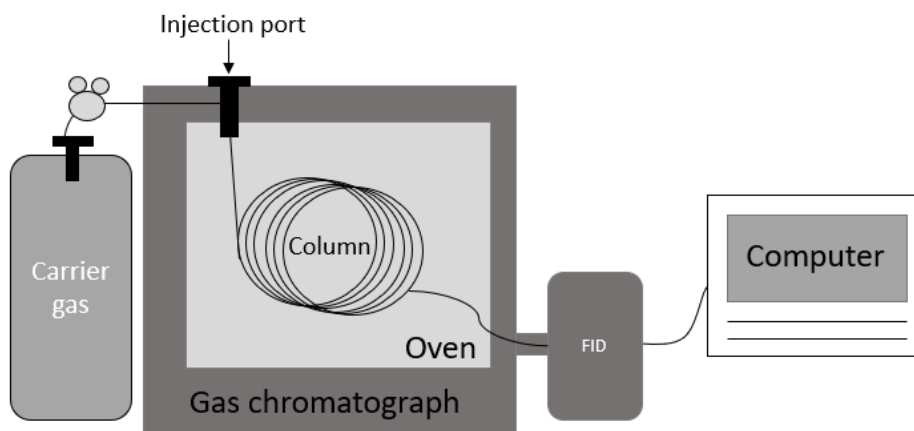 Injection port
Carrier
gas
Column
Oven
Gas chromatograph
FID
Computer